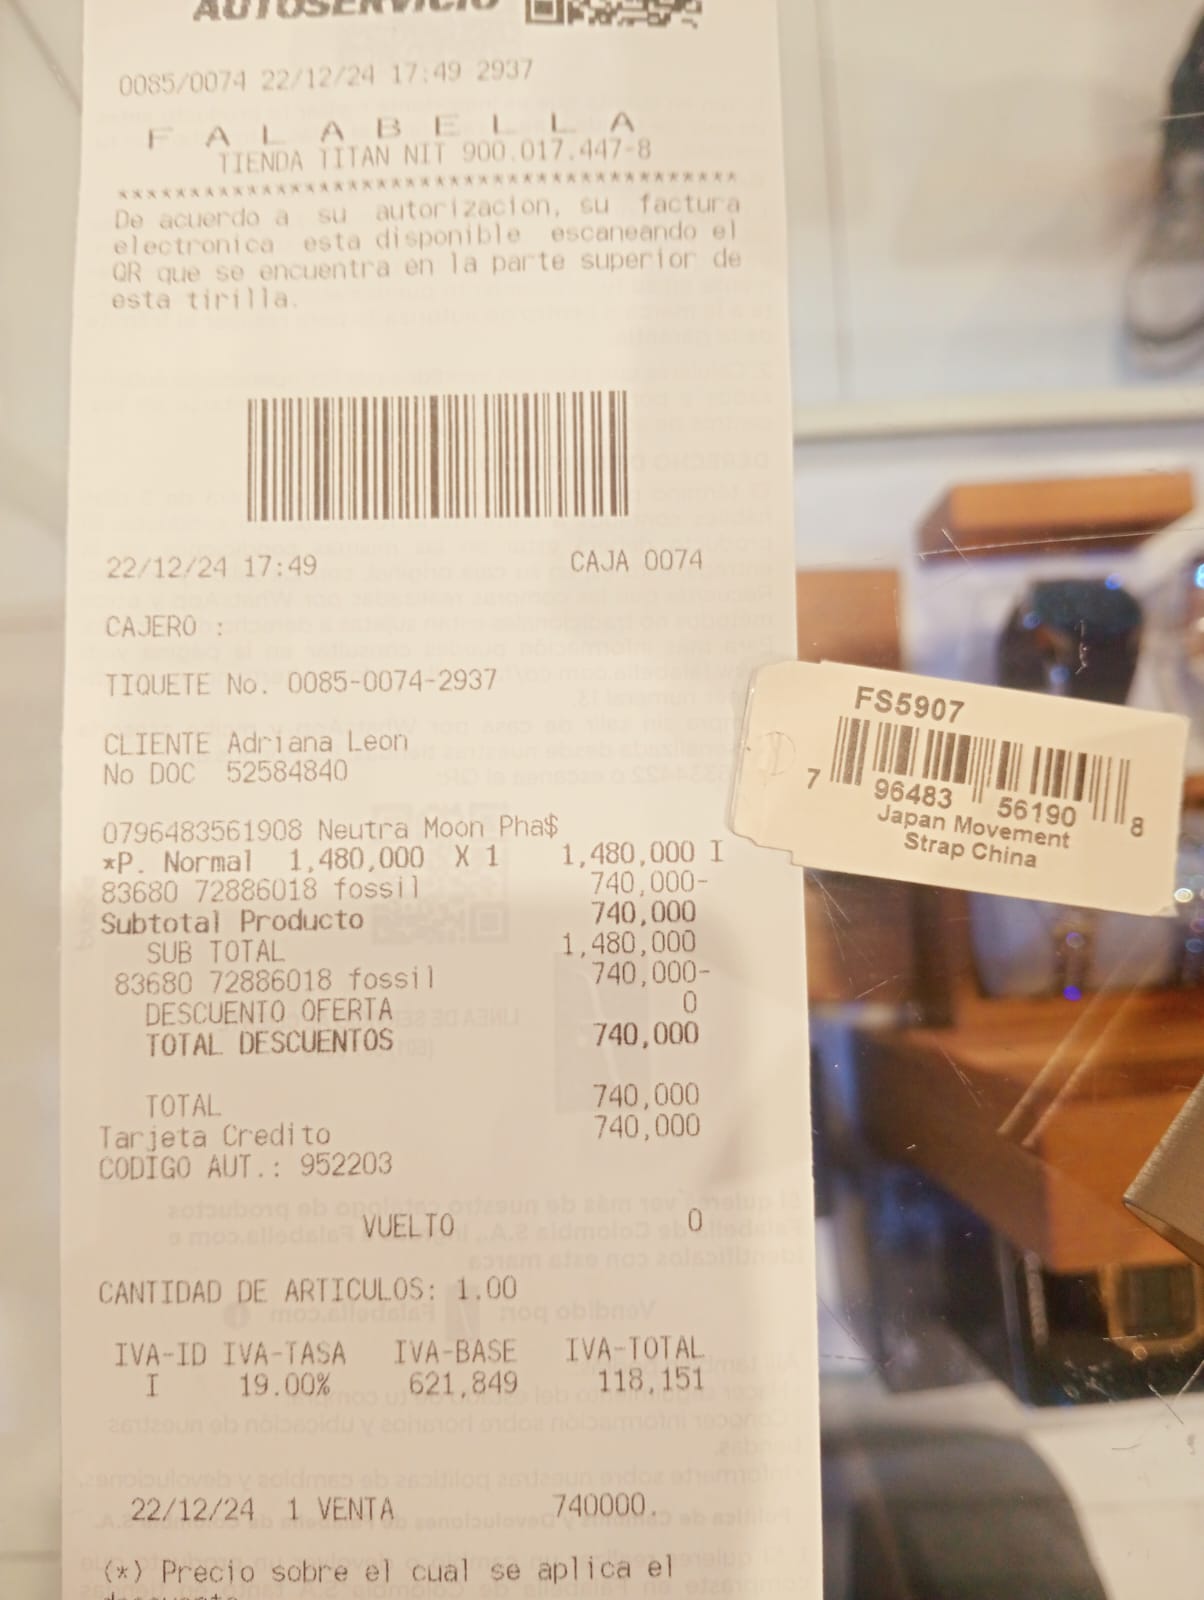 AUTOSERVICIO
0085/0074 22/12/24 17:49 2937
F A L A B E L L A
TIENDA TITAN NIT 900.017.447-8
*******************************************
De acuerdo a su autorizacion, su factura
electronica esta disponible escaneando el
QR que se encuentra en la parte superior de
esta tirilla.
22/12/24 17:49 CAJA 0074
CAJERO :
TIQUETE No. 0085-0074-2937
CLIENTE Adriana Leon
No DOC 52584840
0796483561908 Neutra Moon Pha$
*P. Normal 1,480,000 X 1 1,480,000 I
83680 72886018 fossil 740,000-
Subtotal Producto 740,000
SUB TOTAL 1,480,000
83680 72886018 fossil 740,000-
DESCUENTO OFERTA 0
TOTAL DESCUENTOS 740,000
TOTAL 740,000
Tarjeta Credito 740,000
CODIGO AUT.: 952203
VUELTO 0
CANTIDAD DE ARTICULOS: 1.00
IVA-ID IVA-TASA IVA-BASE IVA-TOTAL
I 19.00% 621,849 118,151
22/12/24 1 VENTA 740000.
(*) Precio sobre el cual se aplica el
FS5907
7 96483 56190 8
Japan Movement
Strap China